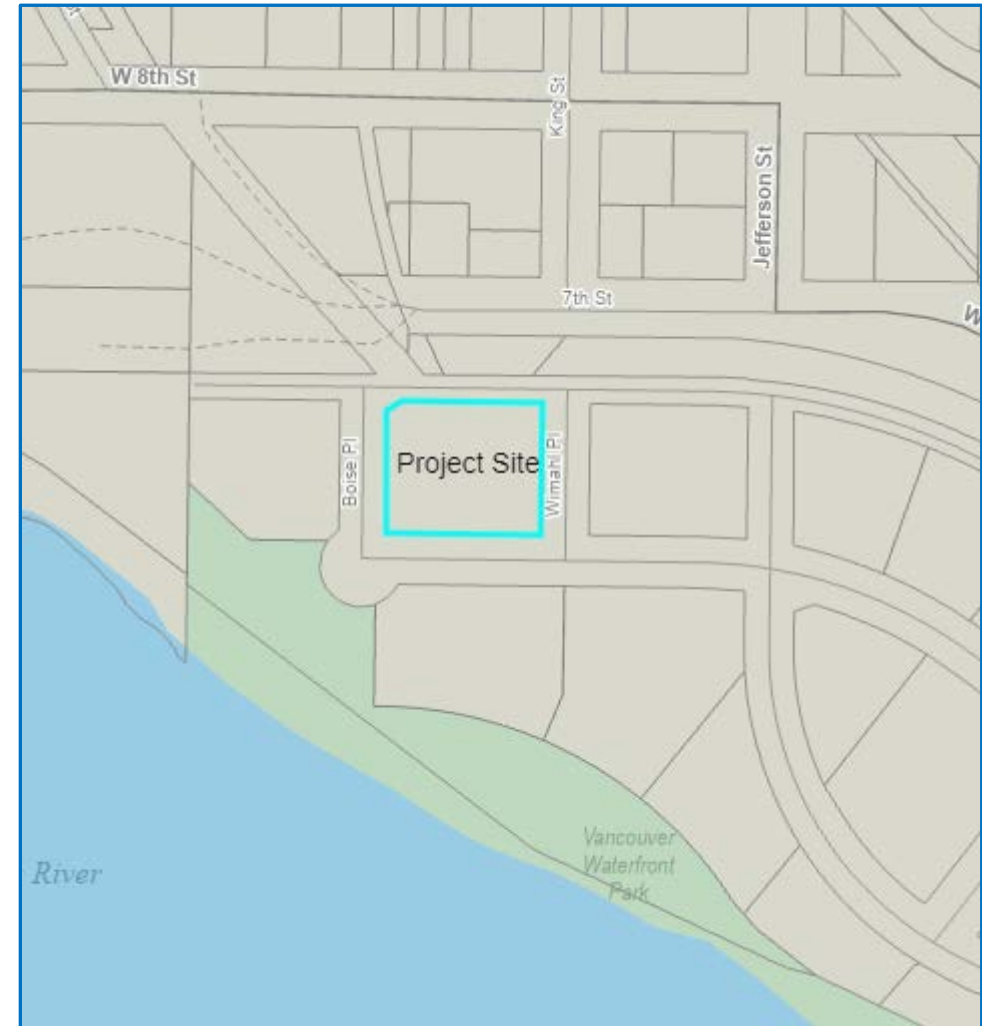 W 8th St
King St
Jefferson St
7th St
W
Boise Pl
Project Site
Wimahl Pl
Vancouver
Waterfront
Park
River